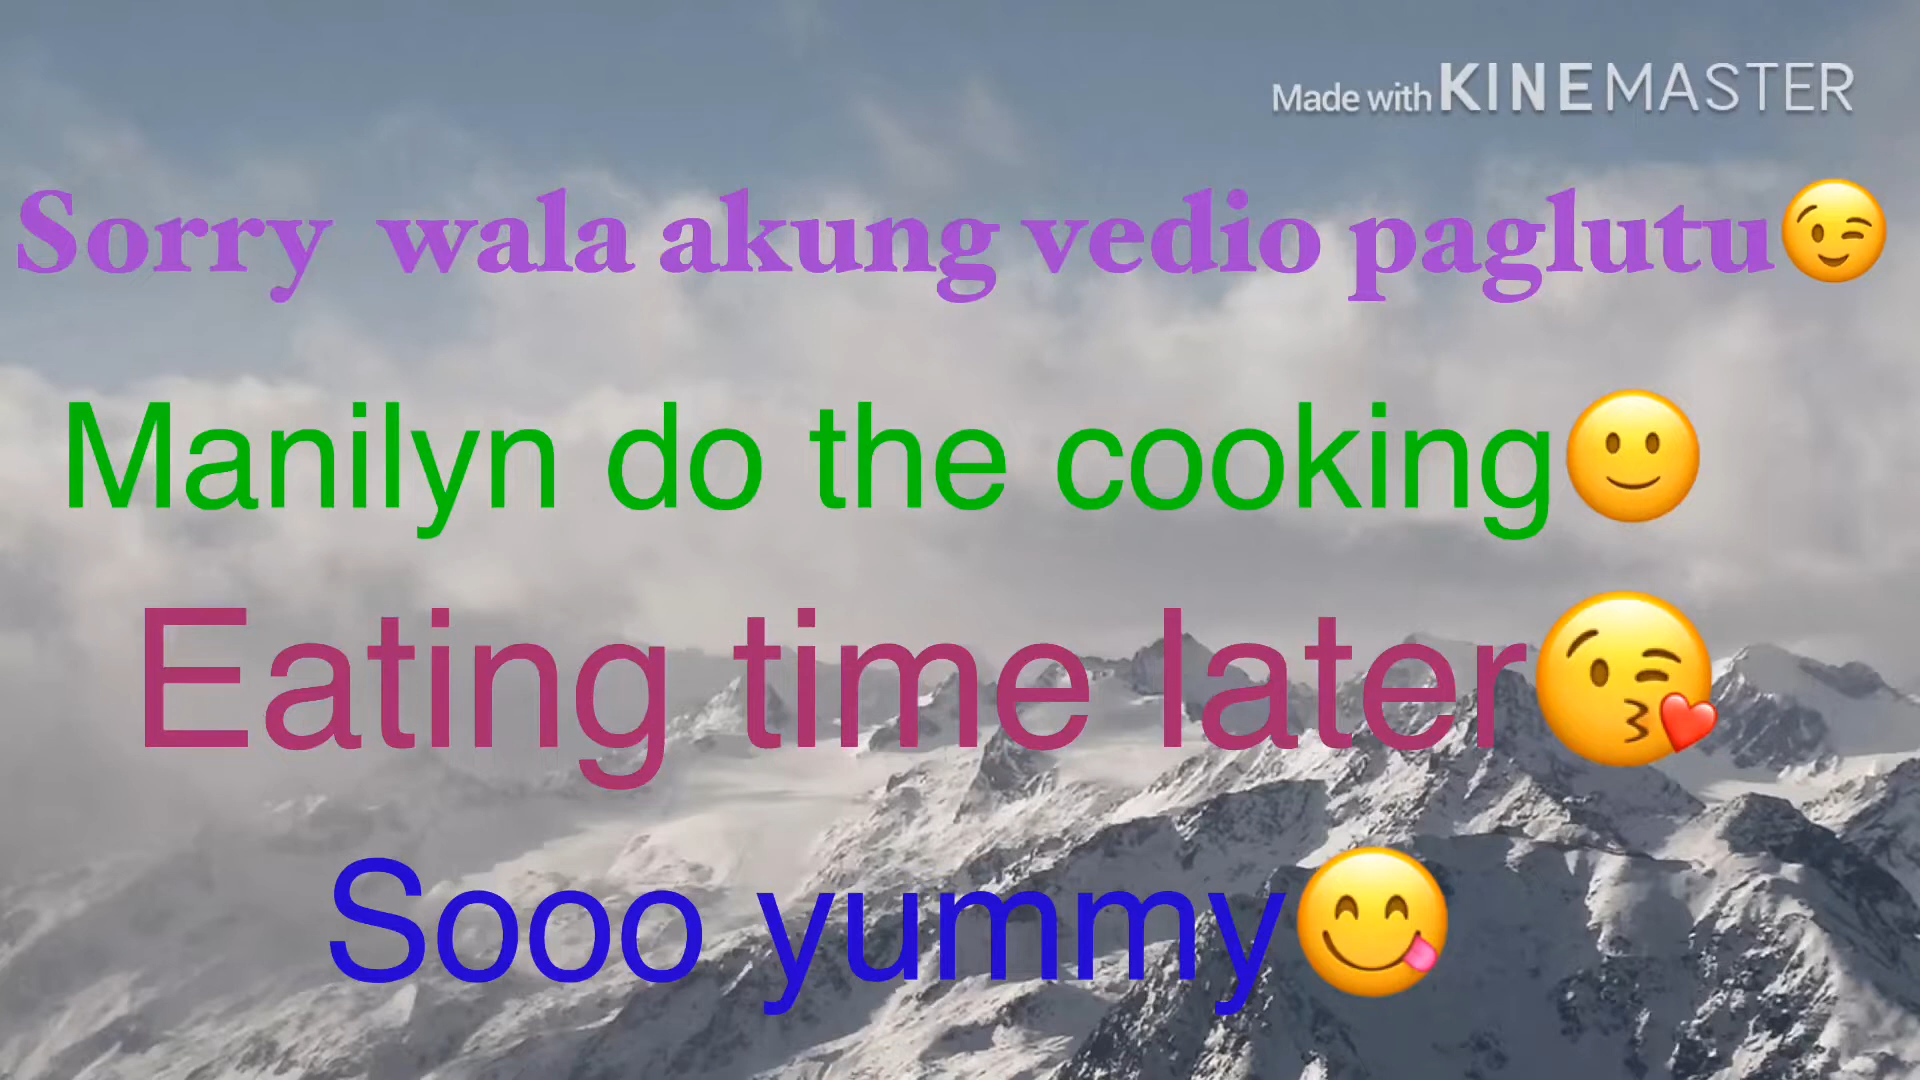 Made with KINEMASTER
Sorry wala akung vedio paglutu😉
Manilyn do the cooking🙂
Eating time later😘
Sooo yummy😋